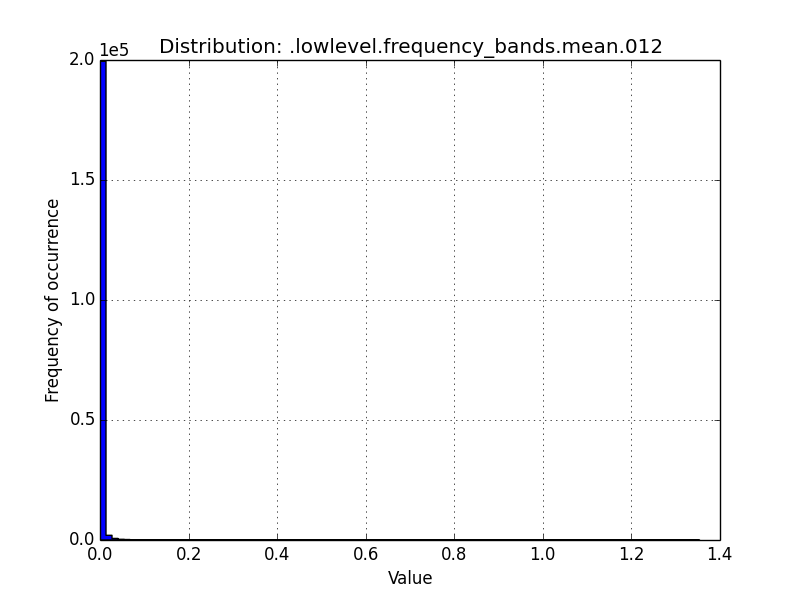 Distribution: .lowlevel.frequency_bands.mean.012
1e5
2.0
1.5
1.0
0.5
0.0
Frequency of occurrence
0.0 0.2 0.4 0.6 0.8 1.0 1.2 1.4
Value